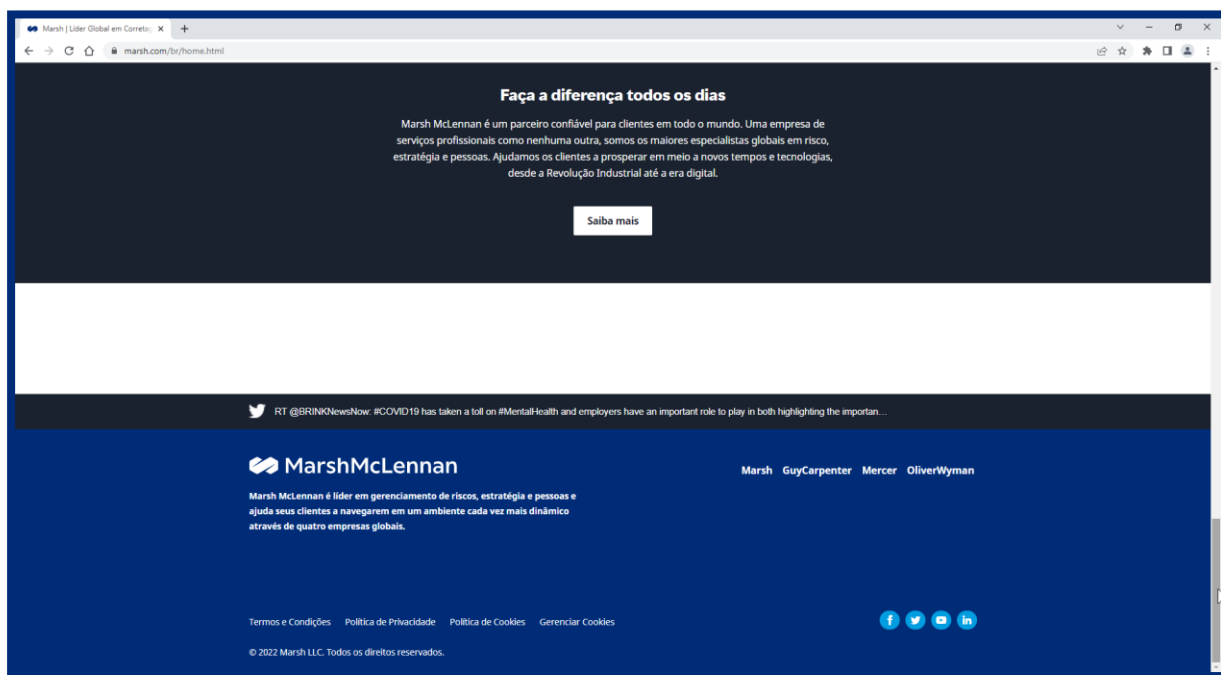 Marsh | Líder Global em Correta
marsh.com/br/home.html
Faça a diferença todos os dias
Marsh McLennan é um parceiro confiável para clientes em todo o mundo. Uma empresa de
serviços profissionais como nenhuma outra, somos os maiores especialistas globais em risco,
estratégia e pessoas. Ajudamos os clientes a prosperar em meio a novos tempos e tecnologias,
desde a Revolução Industrial até a era digital.
Saiba mais
RT @BRINKNewsNow: #COVID19 has taken a toll on #MentalHealth and employers have an important role to play in both highlighting the importan…
MarshMcLennan
Marsh GuyCarpenter Mercer OliverWyman
Marsh McLennan é líder em gerenciamento de riscos, estratégia e pessoas e
ajuda seus clientes a navegarem em um ambiente cada vez mais dinâmico
através de quatro empresas globais.
Termos e Condições Política de Privacidade Política de Cookies Gerenciar Cookies
© 2022 Marsh LLC. Todos os direitos reservados.